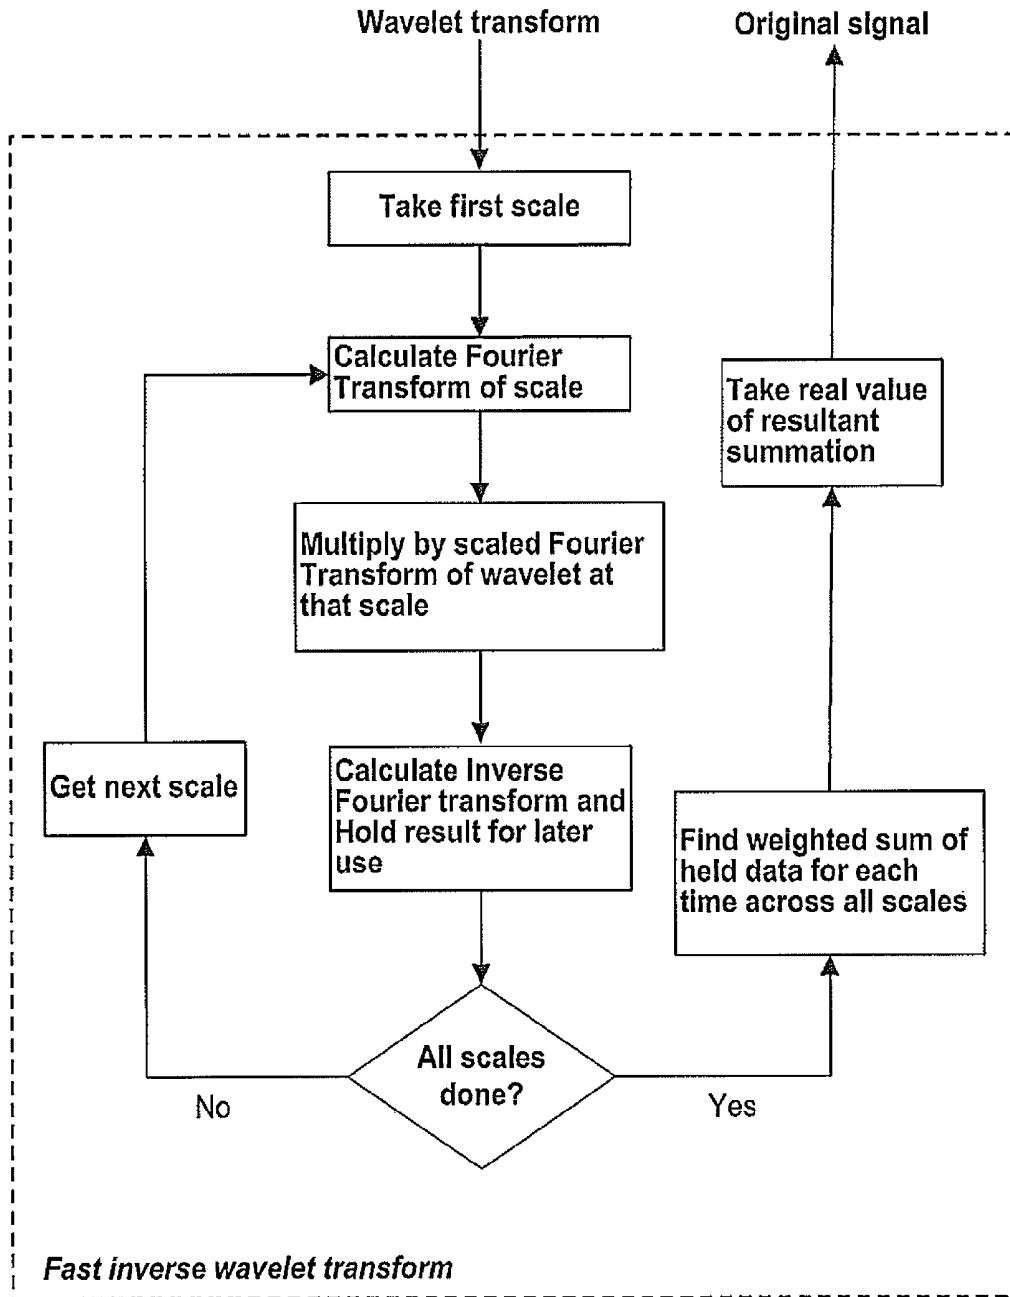 Wavelet transform
Original signal
Take first scale
Calculate Fourier
Transform of scale
Take real value
of resultant
summation
Multiply by scaled Fourier
Transform of wavelet at
that scale
Get next scale
Calculate Inverse
Fourier transform and
Hold result for later
use
Find weighted sum of
held data for each
time across all scales
All scales
done?
No
Yes
Fast inverse wavelet transform